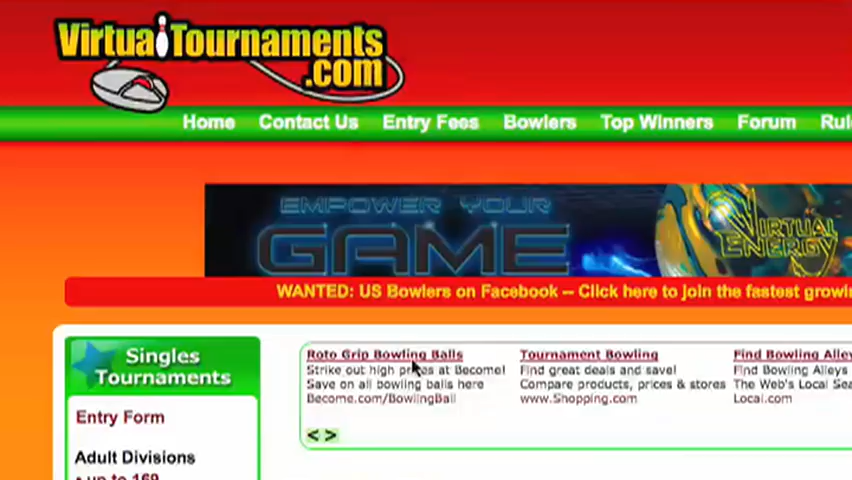 VirtualTournaments
.com
Home Contact Us Entry Fees Bowlers Top Winners Forum
EMPOWER YOUR
GAME
VIRTUAL
ENERGY
WANTED: US Bowlers on Facebook -- Click here to join the fastest growi
Singles
Tournaments
Entry Form
Adult Divisions
• up to 169
Roto Grip Bowling Balls
Strike out high prices at Become!
Save on all bowling balls here
Become.com/BowlingBall
Tournament Bowling
Find great deals and save!
Compare products, prices & stores
www.Shopping.com
Find Bowling Alley
Find Bowling Alleys
The Web's Local Sea
Local.com
< >